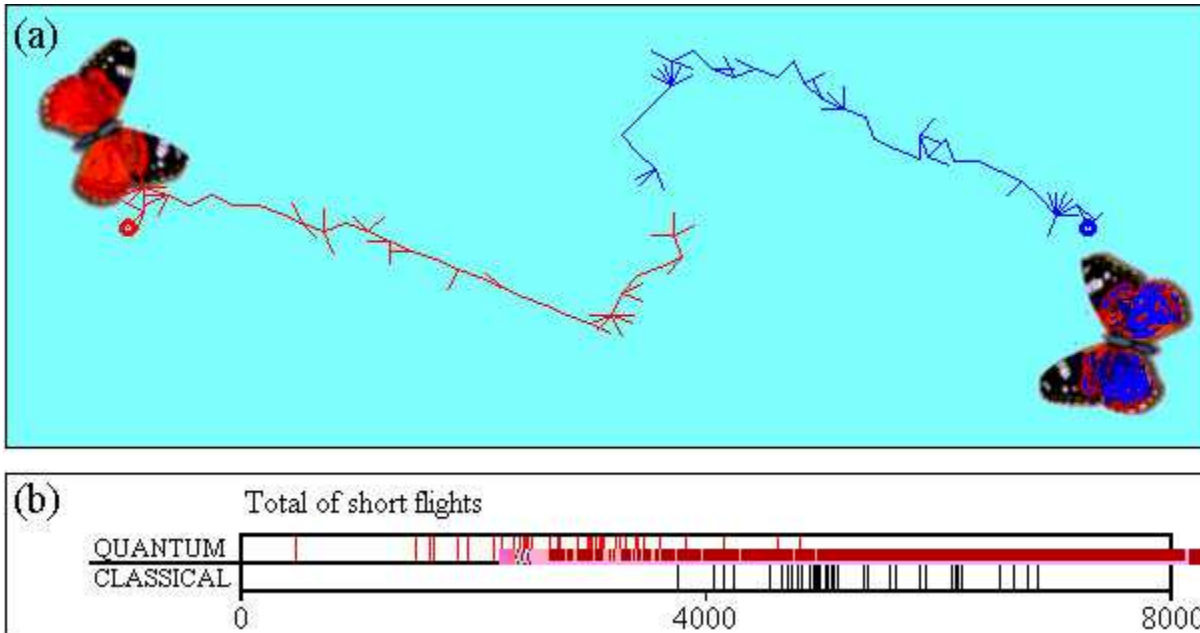 (a)
(b)
Total of short flights
QUANTUM
CLASSICAL
0 4000 8000